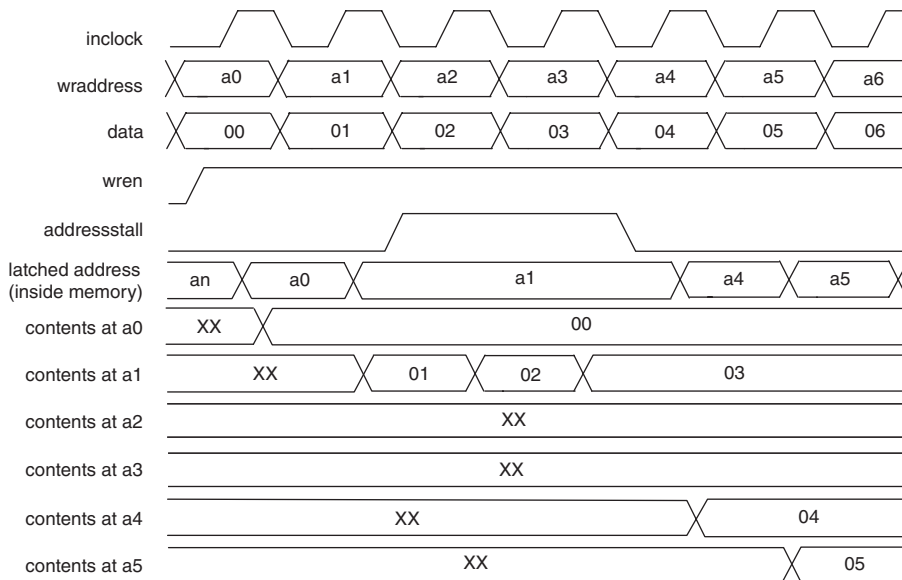 inclock
wraddress a0 a1 a2 a3 a4 a5 a6
data 00 01 02 03 04 05 06
wren
addressstall
latched address
(inside memory) an a0 a1 a4 a5
contents at a0 XX 00
contents at a1 XX 01 02 03
contents at a2 XX
contents at a3 XX
contents at a4 XX 04
contents at a5 XX 05